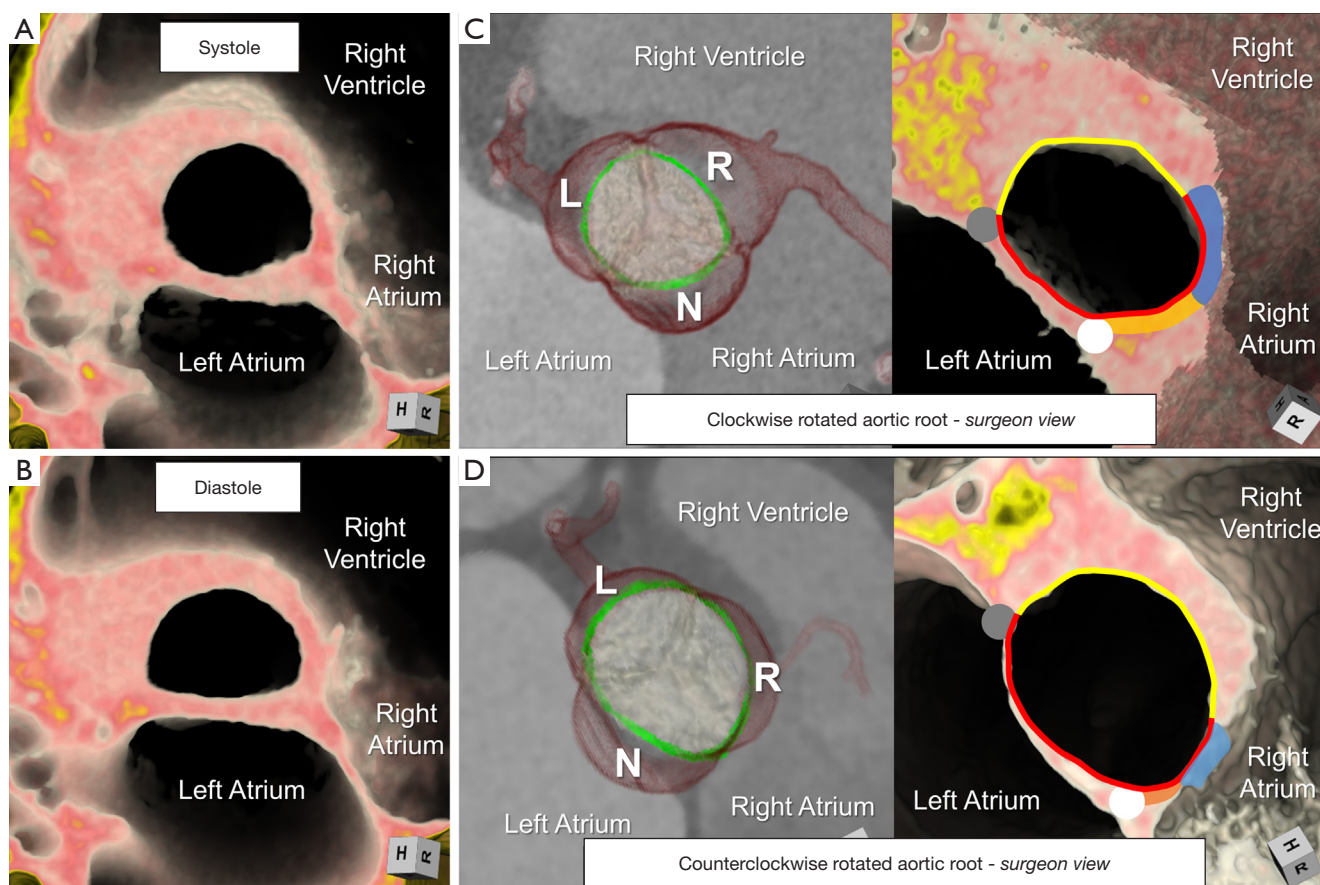 A
Systole
Right
Ventricle
Right
Atrium
Left Atrium
H
R
B
Diastole
Right
Ventricle
Right
Atrium
Left Atrium
H
R
C
Right Ventricle
L
R
N
Left Atrium
Right Atrium
Right
Ventricle
Left Atrium
Right
Atrium
H
A
R
Clockwise rotated aortic root - surgeon view
D
Right Ventricle
L
R
N
Left Atrium
Right Atrium
Right
Ventricle
Left Atrium
Right
Atrium
H
R
Counterclockwise rotated aortic root - surgeon view